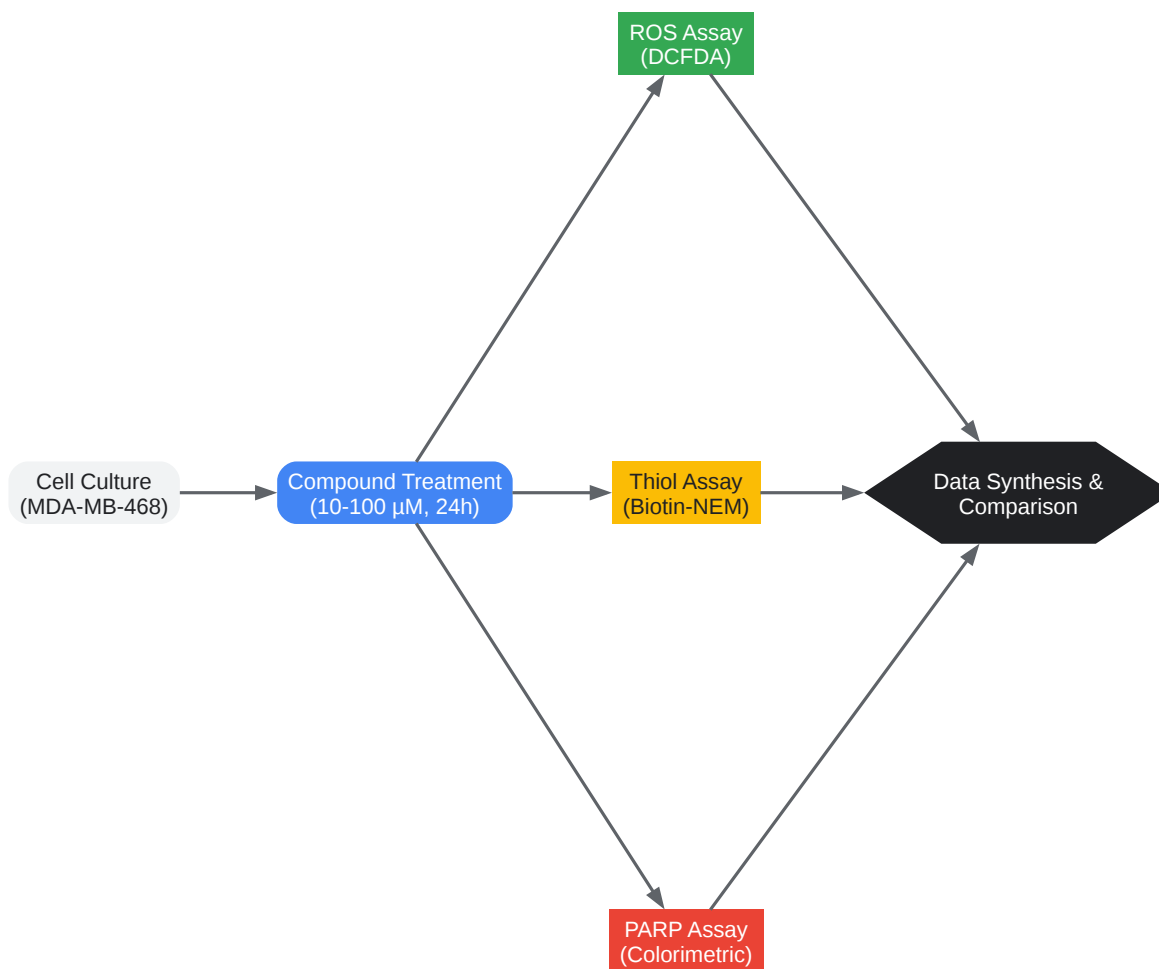 ROS Assay
(DCFDA)
Cell Culture
(MDA-MB-468)
Compound Treatment
(10-100 µM, 24h)
Thiol Assay
(Biotin-NEM)
Data Synthesis &
Comparison
PARP Assay
(Colorimetric)